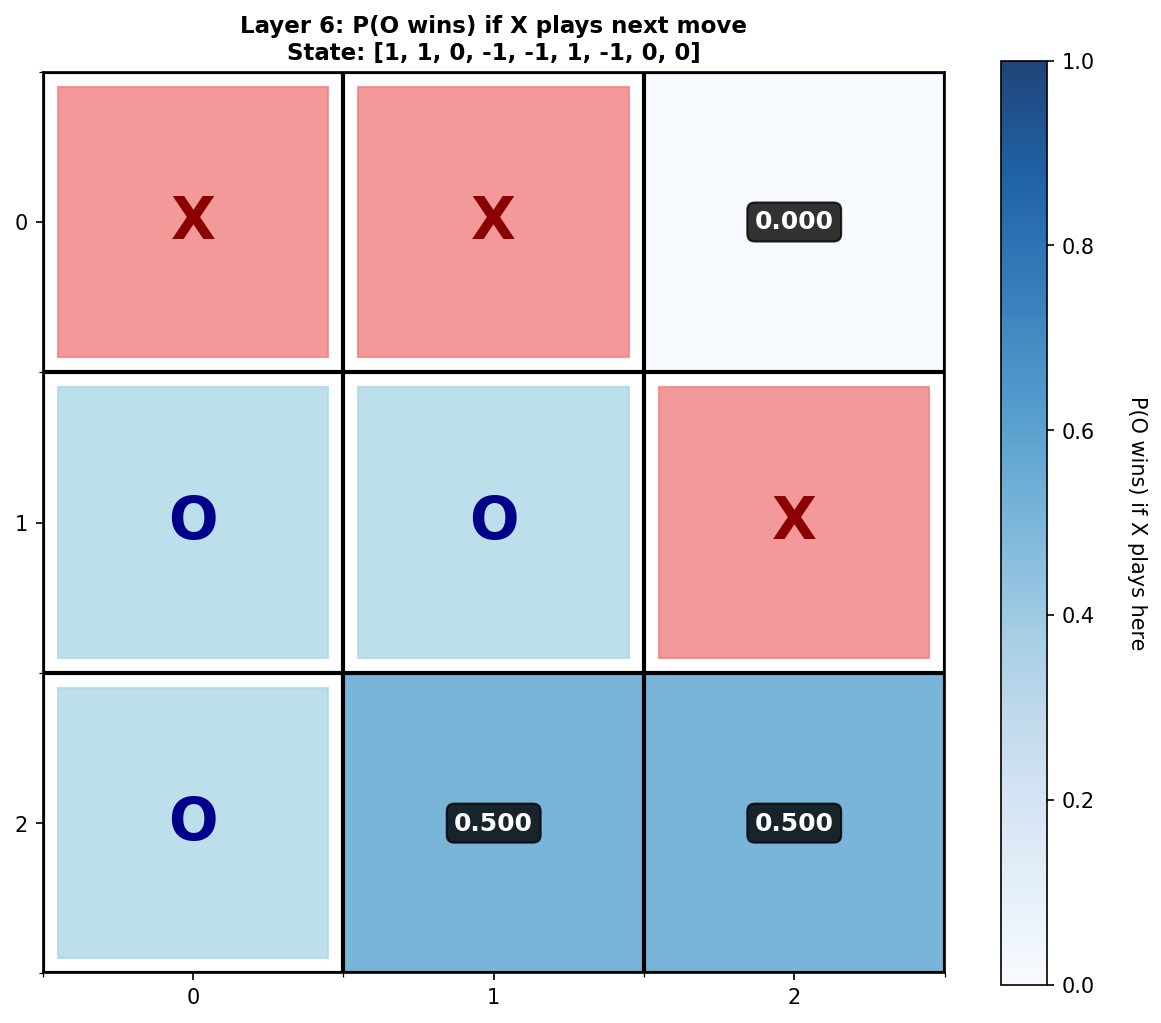 Layer 6: P(O wins) if X plays next move
State: [1, 1, 0, -1, -1, 1, -1, 0, 0]
X X 0.000
O O X
O 0.500 0.500
0
1
2
0 1 2
1.0
0.8
0.6
0.4
0.2
0.0
P(O wins) if X plays here